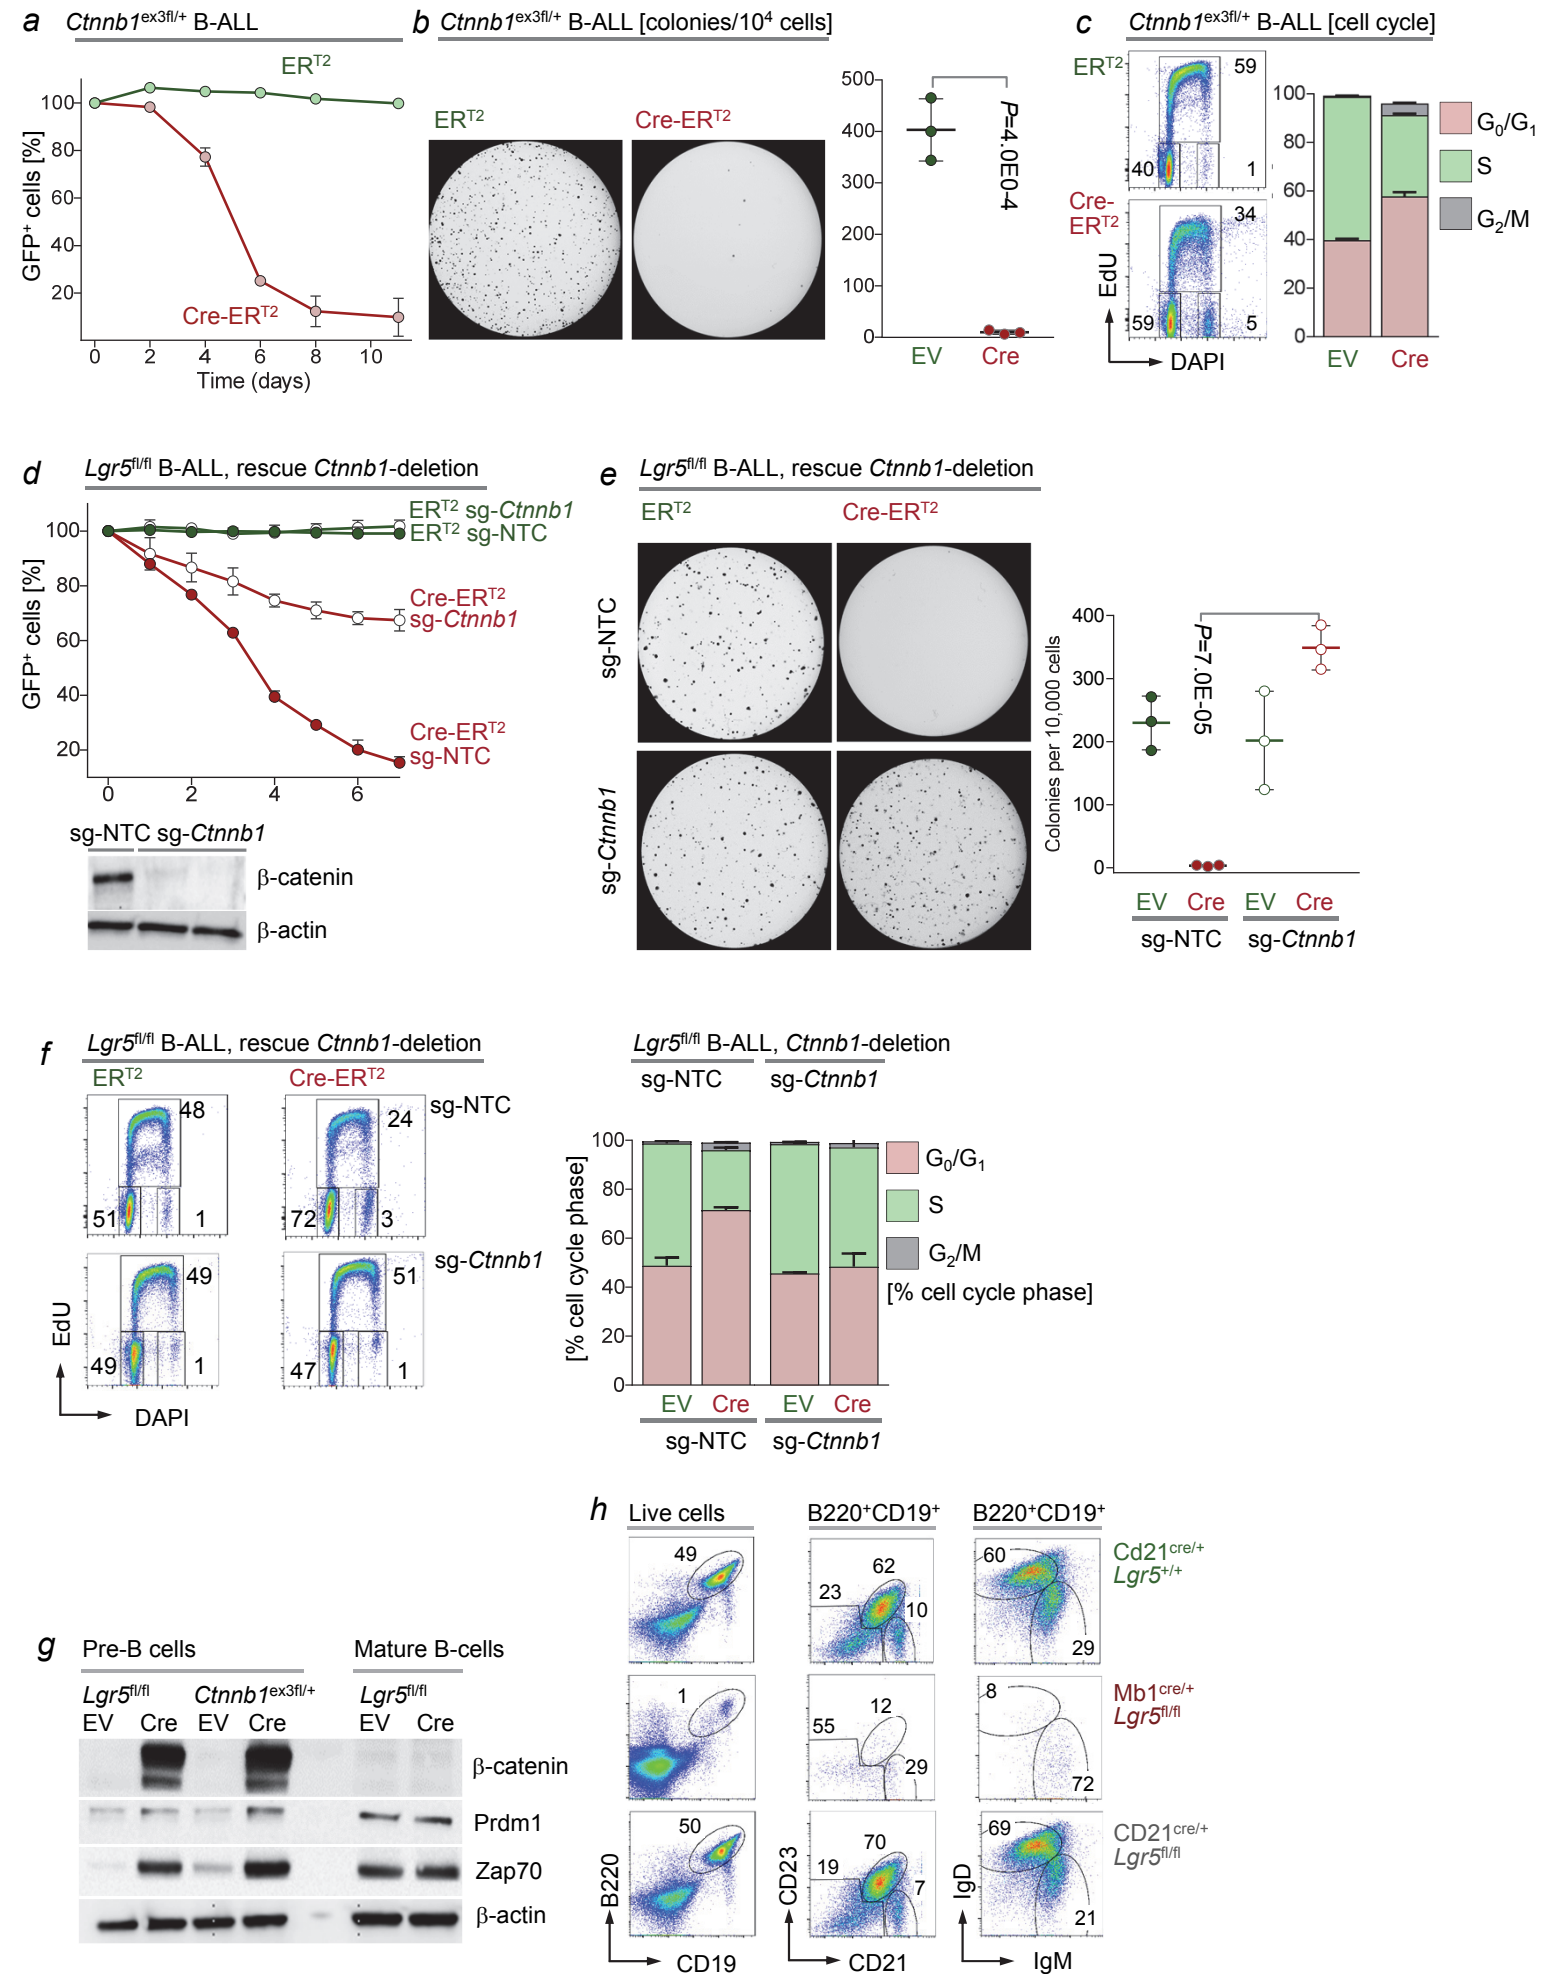 a Ctnnb1ex3fl/+ B-ALL
ERT2
GFP+ cells [%]
100
80
60
40
20
Cre-ERT2
0 2 4 6 8 10
Time (days)
b Ctnnb1ex3fl/+ B-ALL [colonies/104 cells]
ERT2 Cre-ERT2
500
400
300
200
100
0
P=4.0E0-4
EV Cre
c Ctnnb1ex3fl/+ B-ALL [cell cycle]
ERT2
59
40 1
Cre-
ERT2
34
59 5
EdU
DAPI
100
80
60
40
20
0
EV Cre
G0/G1
S
G2/M
d Lgr5fl/fl B-ALL, rescue Ctnnb1-deletion
GFP+ cells [%]
100
80
60
40
20
ERT2 sg-Ctnnb1
ERT2 sg-NTC
Cre-ERT2
sg-Ctnnb1
Cre-ERT2
sg-NTC
0 2 4 6
sg-NTC sg-Ctnnb1
β-catenin
β-actin
e Lgr5fl/fl B-ALL, rescue Ctnnb1-deletion
ERT2 Cre-ERT2
sg-NTC
sg-Ctnnb1
Colonies per 10,000 cells
400
300
200
100
0
P=7.0E-05
EV Cre EV Cre
sg-NTC sg-Ctnnb1
f Lgr5fl/fl B-ALL, rescue Ctnnb1-deletion
ERT2 Cre-ERT2
48 24 sg-NTC
51 1 72 3
49 51 sg-Ctnnb1
49 1 47 1
EdU
DAPI
Lgr5fl/fl B-ALL, Ctnnb1-deletion
sg-NTC sg-Ctnnb1
[% cell cycle phase]
100
80
60
40
20
0
G0/G1
S
G2/M
[% cell cycle phase]
EV Cre EV Cre
sg-NTC sg-Ctnnb1
g Pre-B cells Mature B-cells
Lgr5fl/fl Ctnnb1ex3fl/+ Lgr5fl/fl
EV Cre EV Cre EV Cre
β-catenin
Prdm1
Zap70
β-actin
h Live cells B220+CD19+ B220+CD19+
49 62 60
23 10 29
Cd21cre/+
Lgr5+/+
1 12 8
55 29 72
Mb1cre/+
Lgr5fl/fl
50 70 69
19 7 21
CD21cre/+
Lgr5fl/fl
B220 CD23 IgD
CD19 CD21 IgM